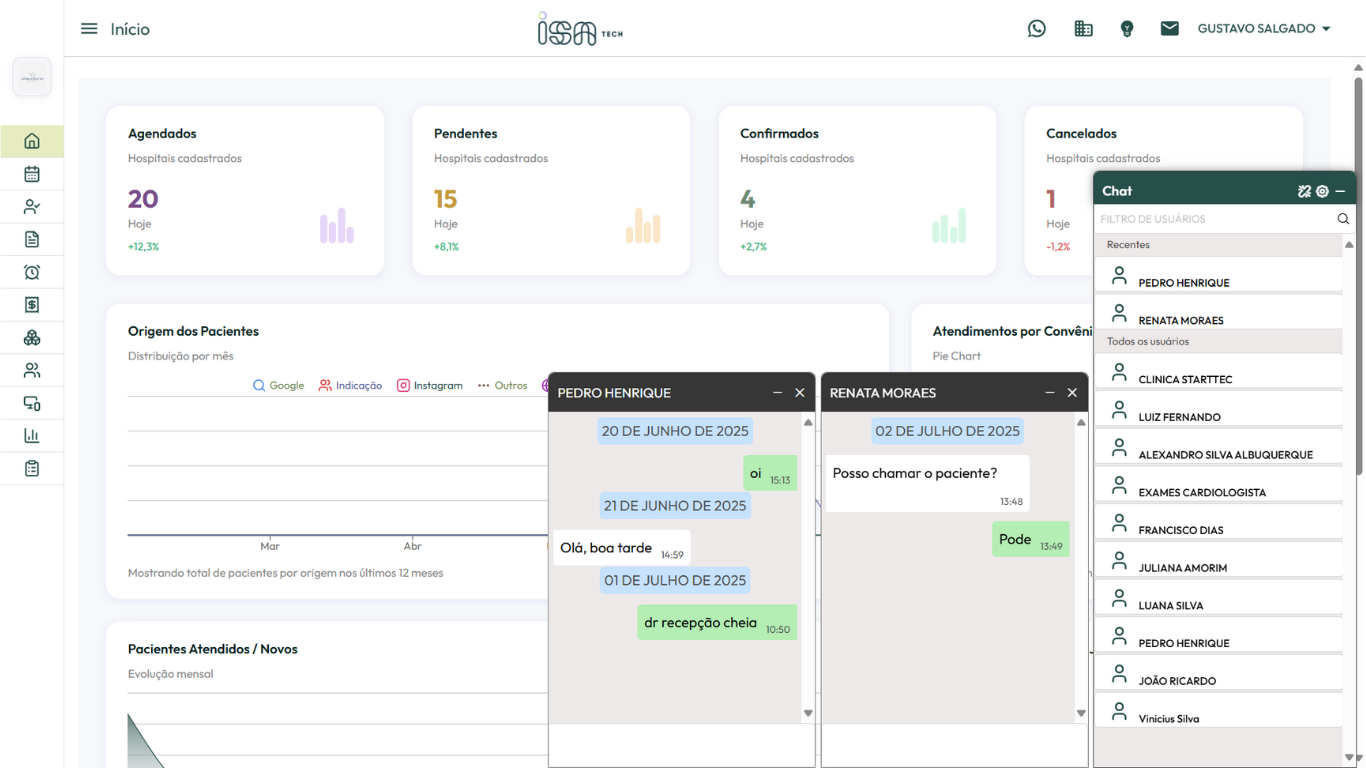 Início
ISA TECH
GUSTAVO SALGADO
Agendados
Hospitais cadastrados
20
Hoje
+12,3%
Pendentes
Hospitais cadastrados
15
Hoje
+8,1%
Confirmados
Hospitais cadastrados
4
Hoje
+2,7%
Cancelados
Hospitais cadastrados
1
Hoje
-1,2%
Origem dos Pacientes
Distribuição por mês
Google Indicação Instagram Outros
Mar Abr
Mostrando total de pacientes por origem nos últimos 12 meses
Atendimentos por Convêni
Pie Chart
Pacientes Atendidos / Novos
Evolução mensal
PEDRO HENRIQUE
20 DE JUNHO DE 2025
oi 15:13
21 DE JUNHO DE 2025
Olá, boa tarde 14:59
01 DE JULHO DE 2025
dr recepção cheia 10:50
RENATA MORAES
02 DE JULHO DE 2025
Posso chamar o paciente?
13:48
Pode 13:49
Chat
FILTRO DE USUÁRIOS
Recentes
PEDRO HENRIQUE
RENATA MORAES
Todos os usuários
CLINICA STARTTEC
LUIZ FERNANDO
ALEXANDRO SILVA ALBUQUERQUE
EXAMES CARDIOLOGISTA
FRANCISCO DIAS
JULIANA AMORIM
LUANA SILVA
PEDRO HENRIQUE
JOÃO RICARDO
Vinicius Silva